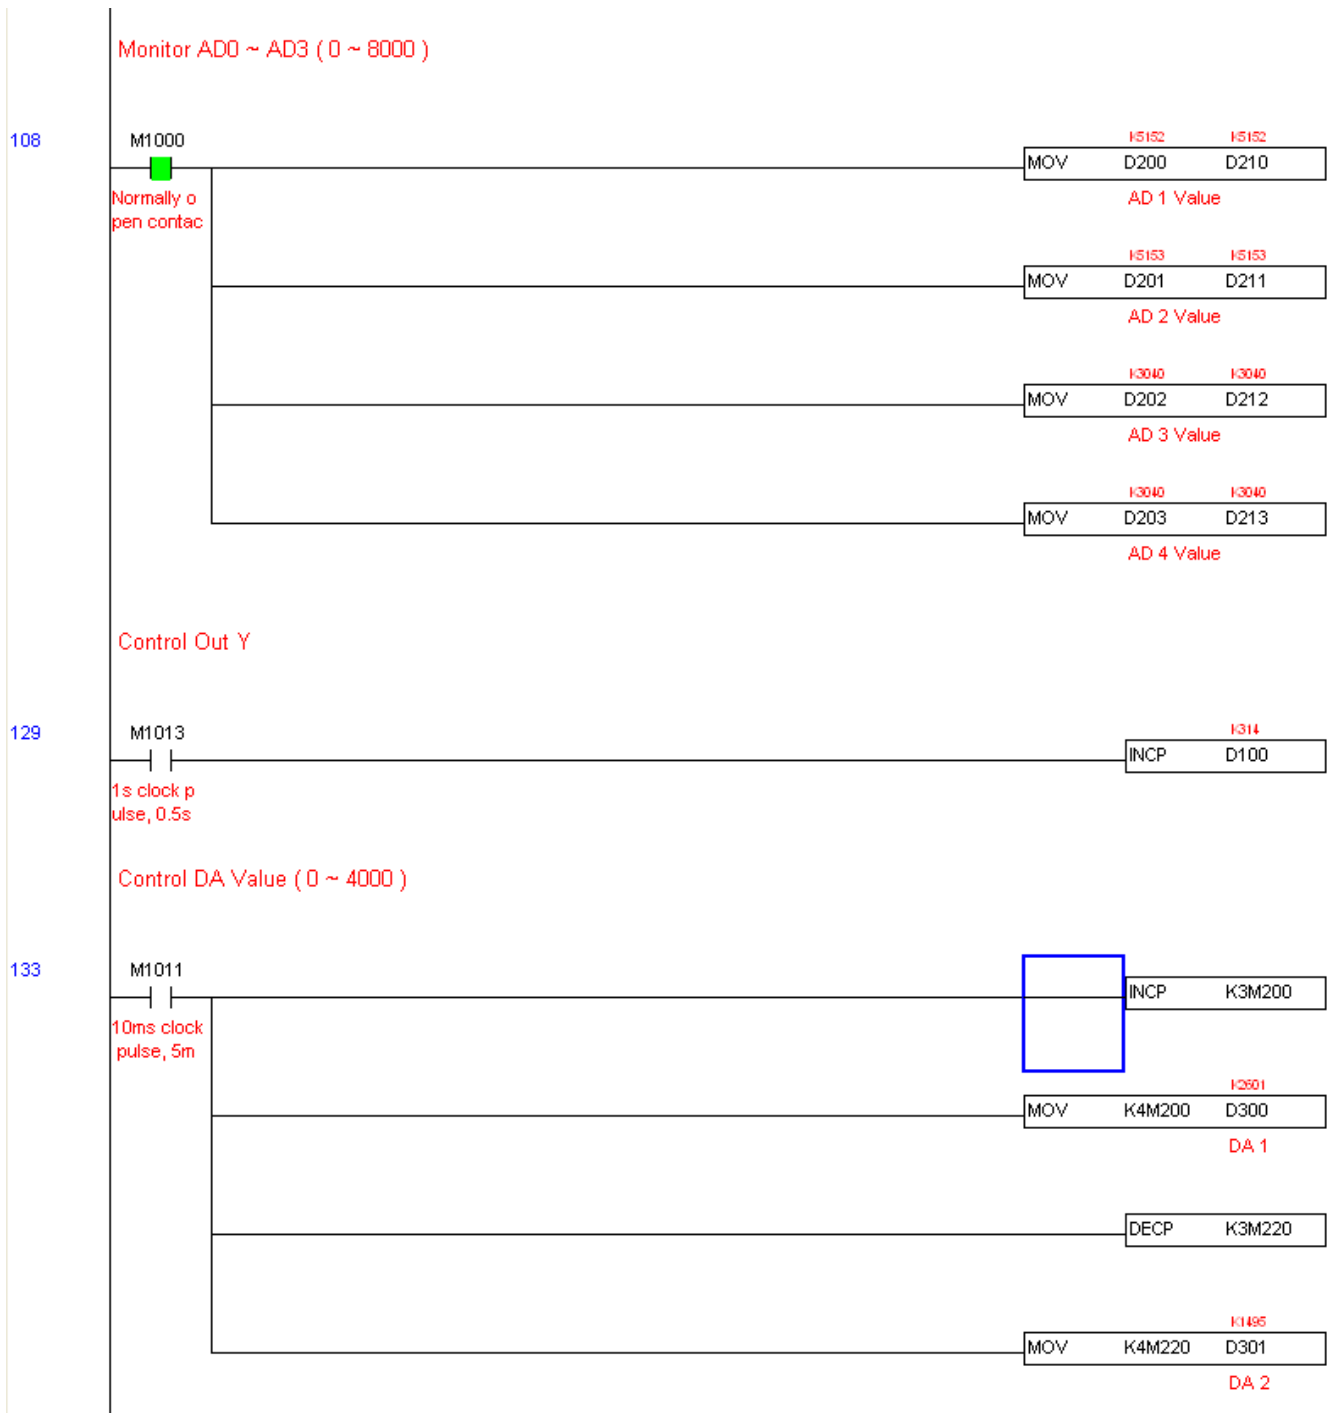 Monitor AD0 ~ AD3 ( 0 ~ 8000 )
108 M1000 K5152 K5152
MOV D200 D210
Normally o
pen contac
AD 1 Value
K5153 K5153
MOV D201 D211
AD 2 Value
K3040 K3040
MOV D202 D212
AD 3 Value
K3040 K3040
MOV D203 D213
AD 4 Value
Control Out Y
129 M1013 K314
INCP D100
1s clock p
ulse, 0.5s
Control DA Value ( 0 ~ 4000 )
133 M1011
INCP K3M200
10ms clock
pulse, 5m
K2601
MOV K4M200 D300
DA 1
DECP K3M220
K1495
MOV K4M220 D301
DA 2